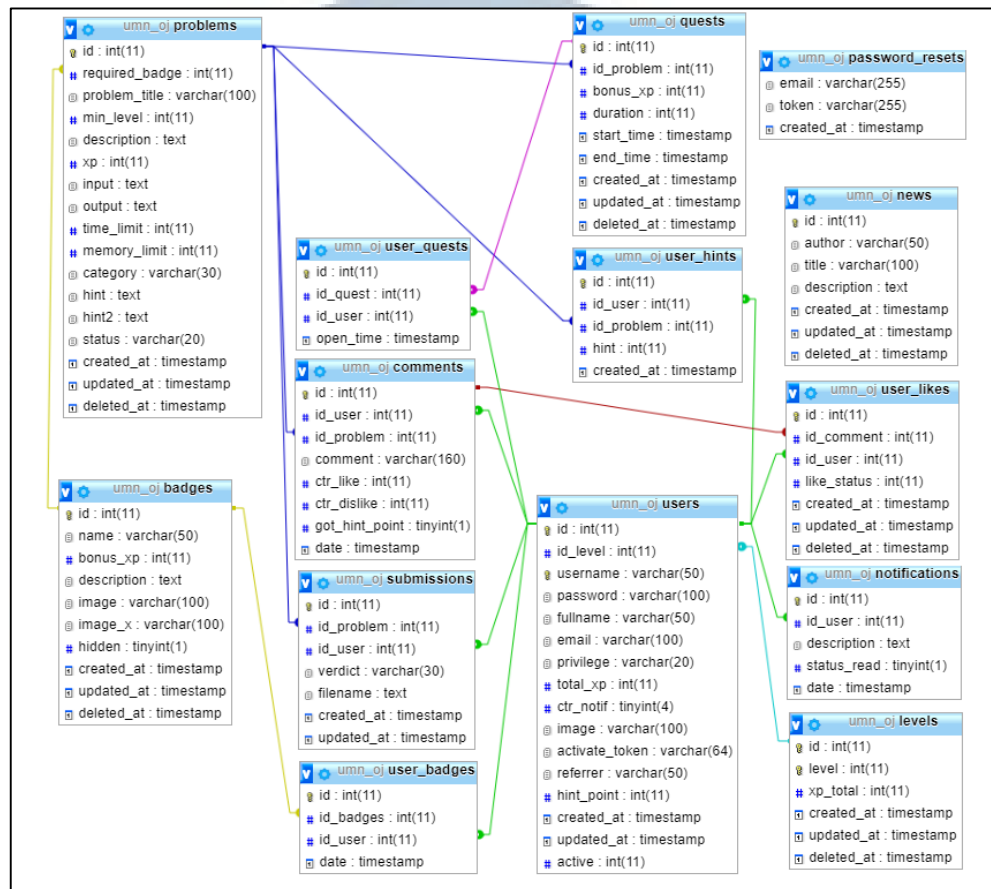 umn_oj problems
id : int(11)
required_badge : int(11)
problem_title : varchar(100)
min_level : int(11)
description : text
xp : int(11)
input : text
output : text
time_limit : int(11)
memory_limit : int(11)
category : varchar(30)
hint : text
hint2 : text
status : varchar(20)
created_at : timestamp
updated_at : timestamp
deleted_at : timestamp
umn_oj badges
id : int(11)
name : varchar(50)
bonus_xp : int(11)
description : text
image : varchar(100)
image_x : varchar(100)
hidden : tinyint(1)
created_at : timestamp
updated_at : timestamp
deleted_at : timestamp
umn_oj user_quests
id : int(11)
id_quest : int(11)
id_user : int(11)
open_time : timestamp
umn_oj comments
id : int(11)
id_user : int(11)
id_problem : int(11)
comment : varchar(160)
ctr_like : int(11)
ctr_dislike : int(11)
got_hint_point : tinyint(1)
date : timestamp
umn_oj submissions
id : int(11)
id_problem : int(11)
id_user : int(11)
verdict : varchar(30)
filename : text
created_at : timestamp
updated_at : timestamp
umn_oj user_badges
id : int(11)
id_badges : int(11)
id_user : int(11)
date : timestamp
umn_oj quests
id : int(11)
id_problem : int(11)
bonus_xp : int(11)
duration : int(11)
start_time : timestamp
end_time : timestamp
created_at : timestamp
updated_at : timestamp
deleted_at : timestamp
umn_oj user_hints
id : int(11)
id_user : int(11)
id_problem : int(11)
hint : int(11)
created_at : timestamp
umn_oj users
id : int(11)
id_level : int(11)
username : varchar(50)
password : varchar(100)
fullname : varchar(50)
email : varchar(100)
privilege : varchar(20)
total_xp : int(11)
ctr_notif : tinyint(4)
image : varchar(100)
activate_token : varchar(64)
referrer : varchar(50)
hint_point : int(11)
created_at : timestamp
updated_at : timestamp
active : int(11)
umn_oj password_resets
email : varchar(255)
token : varchar(255)
created_at : timestamp
umn_oj news
id : int(11)
author : varchar(50)
title : varchar(100)
description : text
created_at : timestamp
updated_at : timestamp
deleted_at : timestamp
umn_oj user_likes
id : int(11)
id_comment : int(11)
id_user : int(11)
like_status : int(11)
created_at : timestamp
updated_at : timestamp
deleted_at : timestamp
umn_oj notifications
id : int(11)
id_user : int(11)
description : text
status_read : tinyint(1)
date : timestamp
umn_oj levels
id : int(11)
level : int(11)
xp_total : int(11)
created_at : timestamp
updated_at : timestamp
deleted_at : timestamp